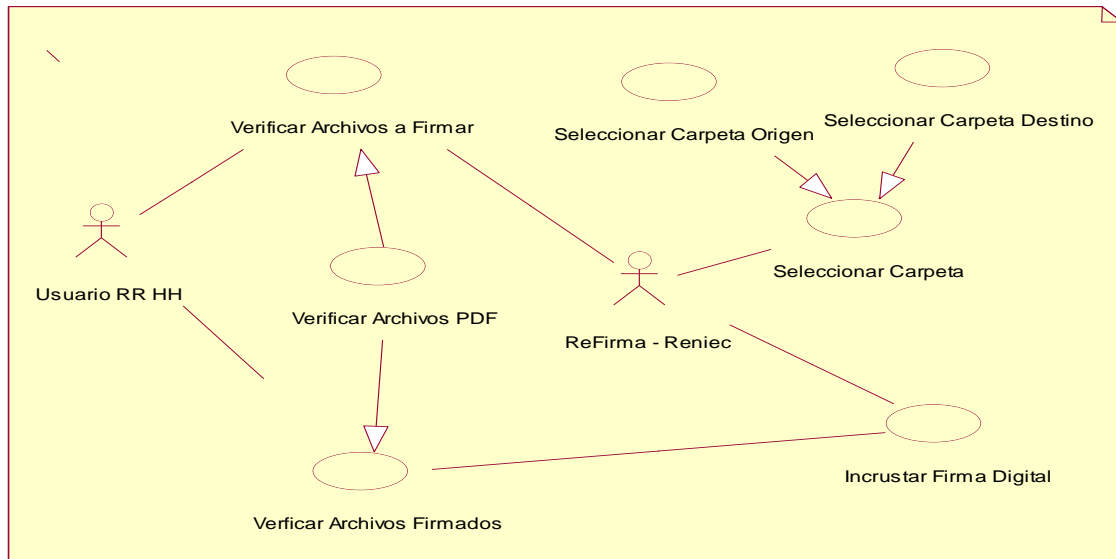 Verificar Archivos a Firmar
Seleccionar Carpeta Origen
Seleccionar Carpeta Destino
Usuario RR HH
Verificar Archivos PDF
ReFirma - Reniec
Seleccionar Carpeta
Incrustar Firma Digital
Verficar Archivos Firmados